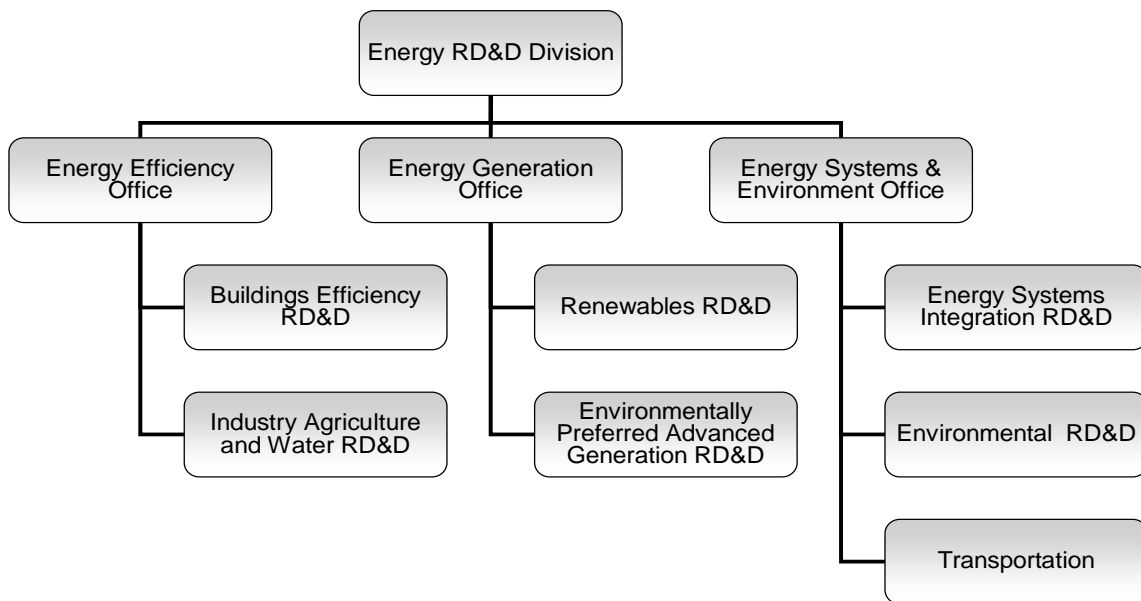 Energy RD&D Division
Energy Efficiency
Office
Energy Generation
Office
Energy Systems &
Environment Office
Buildings Efficiency
RD&D
Renewables RD&D
Energy Systems
Integration RD&D
Industry Agriculture
and Water RD&D
Environmentally
Preferred Advanced
Generation RD&D
Environmental RD&D
Transportation